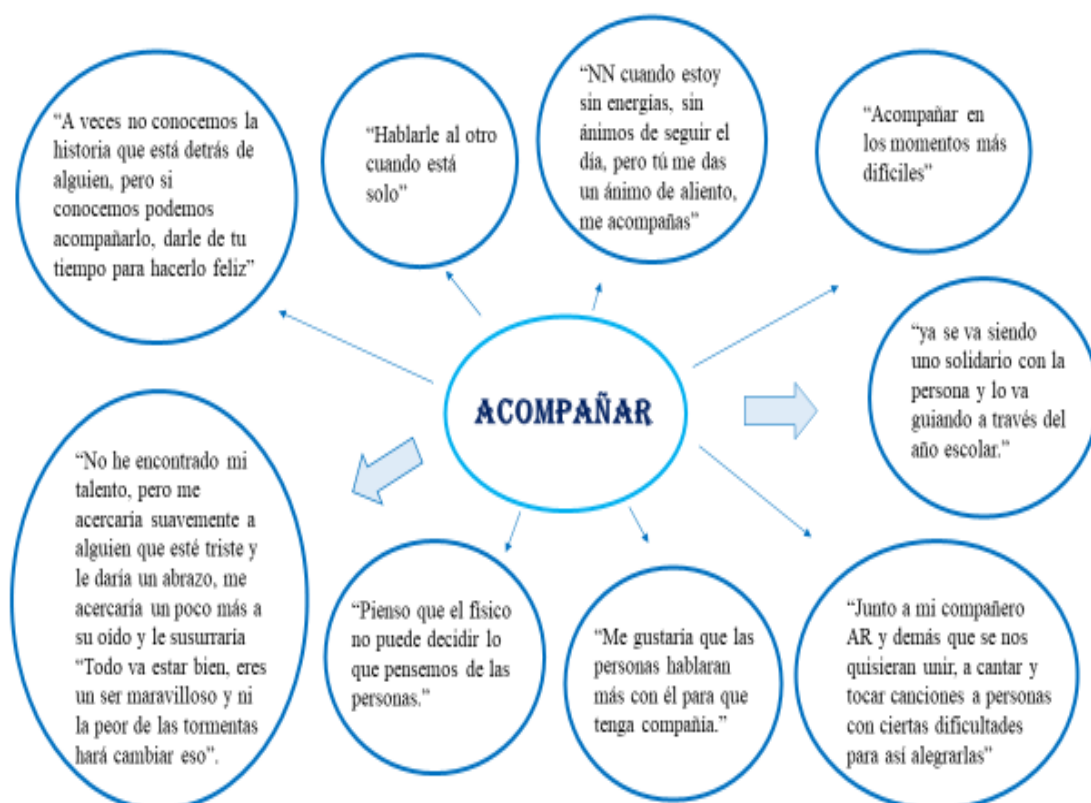 “A veces no conocemos la
historia que está detrás de
alguien, pero si
conocemos podemos
acompañarlo, darle de tu
tiempo para hacerlo feliz”
“Hablarle al otro
cuando está
solo”
“NN cuando estoy
sin energías, sin
ánimos de seguir el
día, pero tú me das
un ánimo de aliento,
me acompañas”
“Acompañar en
los momentos más
difíciles”
ACOMPAÑAR
“ya se va siendo
uno solidario con la
persona y lo va
guiando a través del
año escolar.”
“No he encontrado mi
talento, pero me
acercaría suavemente a
alguien que esté triste y
le daría un abrazo, me
acercaría un poco más a
su oído y le susurraría
“Todo va estar bien, eres
un ser maravilloso y ni
la peor de las tormentas
hará cambiar eso”.
“Pienso que el físico
no puede decidir lo
que pensemos de las
personas.”
“Me gustaría que las
personas hablaran
más con él para que
tenga compañía.”
“Junto a mi compañero
AR y demás que se nos
quisieran unir, a cantar y
tocar canciones a personas
con ciertas dificultades
para así alegrarlas”